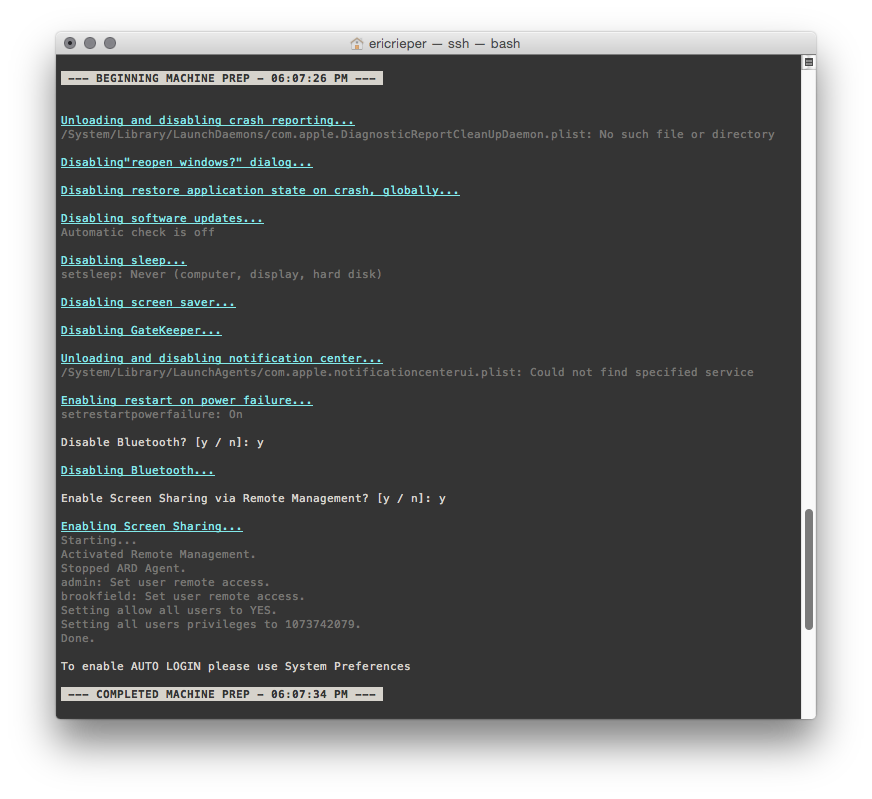 ericrieper — ssh — bash
--- BEGINNING MACHINE PREP - 06:07:26 PM ---
Unloading and disabling crash reporting...
/System/Library/LaunchDaemons/com.apple.DiagnosticReportCleanUpDaemon.plist: No such file or directory
Disabling"reopen windows?" dialog...
Disabling restore application state on crash, globally...
Disabling software updates...
Automatic check is off
Disabling sleep...
setsleep: Never (computer, display, hard disk)
Disabling screen saver...
Disabling GateKeeper...
Unloading and disabling notification center...
/System/Library/LaunchAgents/com.apple.notificationcenterui.plist: Could not find specified service
Enabling restart on power failure...
setrestartpowerfailure: On
Disable Bluetooth? [y / n]: y
Disabling Bluetooth...
Enable Screen Sharing via Remote Management? [y / n]: y
Enabling Screen Sharing...
Starting...
Activated Remote Management.
Stopped ARD Agent.
admin: Set user remote access.
brookfield: Set user remote access.
Setting allow all users to YES.
Setting all users privileges to 1073742079.
Done.
To enable AUTO LOGIN please use System Preferences
--- COMPLETED MACHINE PREP - 06:07:34 PM ---